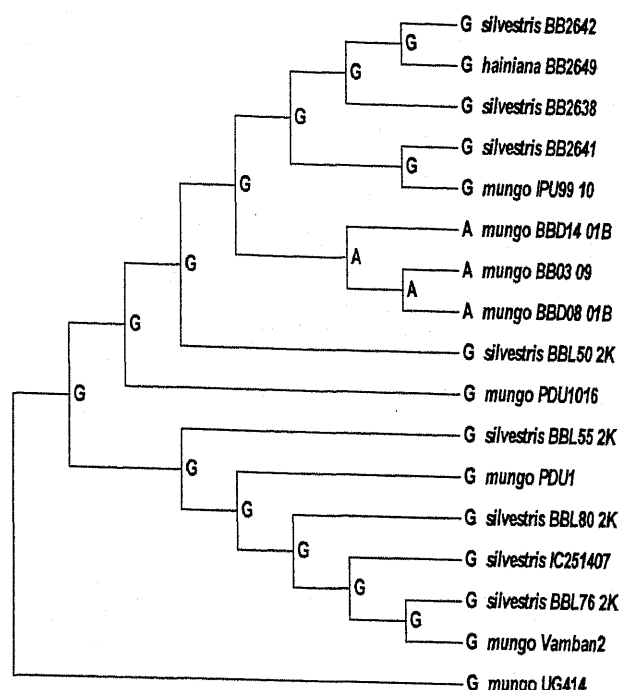 G silvestris BB2642
G
G hainiana BB2649
G
G silvestris BB2638
G
G silvestris BB2641
G
G mungo IPU99 10
G
A mungo BBD14 01B
A
A mungo BB03 09
A
A mungo BBD08 01B
G
G silvestris BBL50 2K
G
G mungo PDU1016
G
G silvestris BBL55 2K
G
G mungo PDU1
G
G silvestris BBL80 2K
G
G silvestris IC251407
G
G silvestris BBL76 2K
G
G mungo Vamban2
G mungo UG414